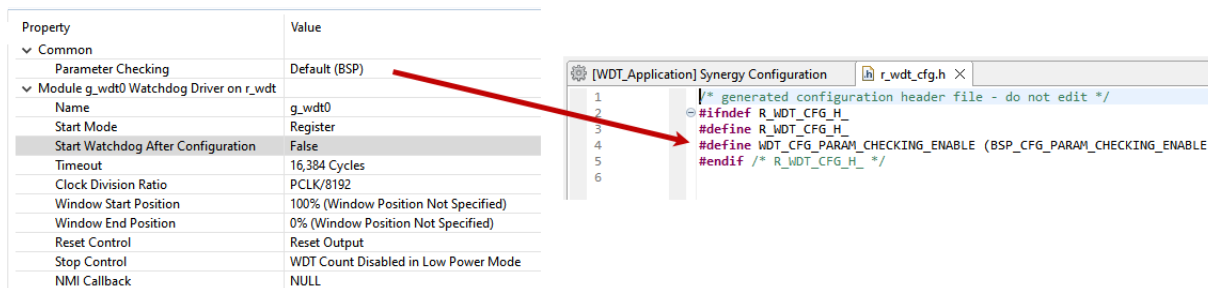 Property Value
Common
Parameter Checking Default (BSP)
Module g_wdt0 Watchdog Driver on r_wdt
Name g_wdt0
Start Mode Register
Start Watchdog After Configuration False
Timeout 16,384 Cycles
Clock Division Ratio PCLK/8192
Window Start Position 100% (Window Position Not Specified)
Window End Position 0% (Window Position Not Specified)
Reset Control Reset Output
Stop Control WDT Count Disabled in Low Power Mode
NMI Callback NULL
[WDT_Application] Synergy Configuration r_wdt_cfg.h
1 /* generated configuration header file - do not edit */
2 #ifndef R_WDT_CFG_H_
3 #define R_WDT_CFG_H_
4 #define WDT_CFG_PARAM_CHECKING_ENABLE (BSP_CFG_PARAM_CHECKING_ENABLE
5 #endif /* R_WDT_CFG_H_ */
6